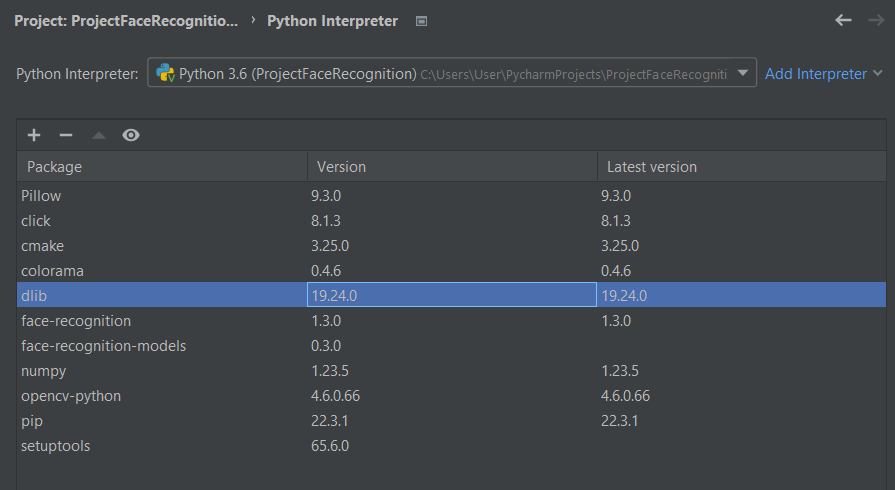 Project: ProjectFaceRecognitio... › Python Interpreter
Python Interpreter: Python 3.6 (ProjectFaceRecognition) C:\Users\User\PycharmProjects\ProjectFaceRecogniti Add Interpreter
Package Version Latest version
Pillow 9.3.0 9.3.0
click 8.1.3 8.1.3
cmake 3.25.0 3.25.0
colorama 0.4.6 0.4.6
dlib 19.24.0 19.24.0
face-recognition 1.3.0 1.3.0
face-recognition-models 0.3.0
numpy 1.23.5 1.23.5
opencv-python 4.6.0.66 4.6.0.66
pip 22.3.1 22.3.1
setuptools 65.6.0